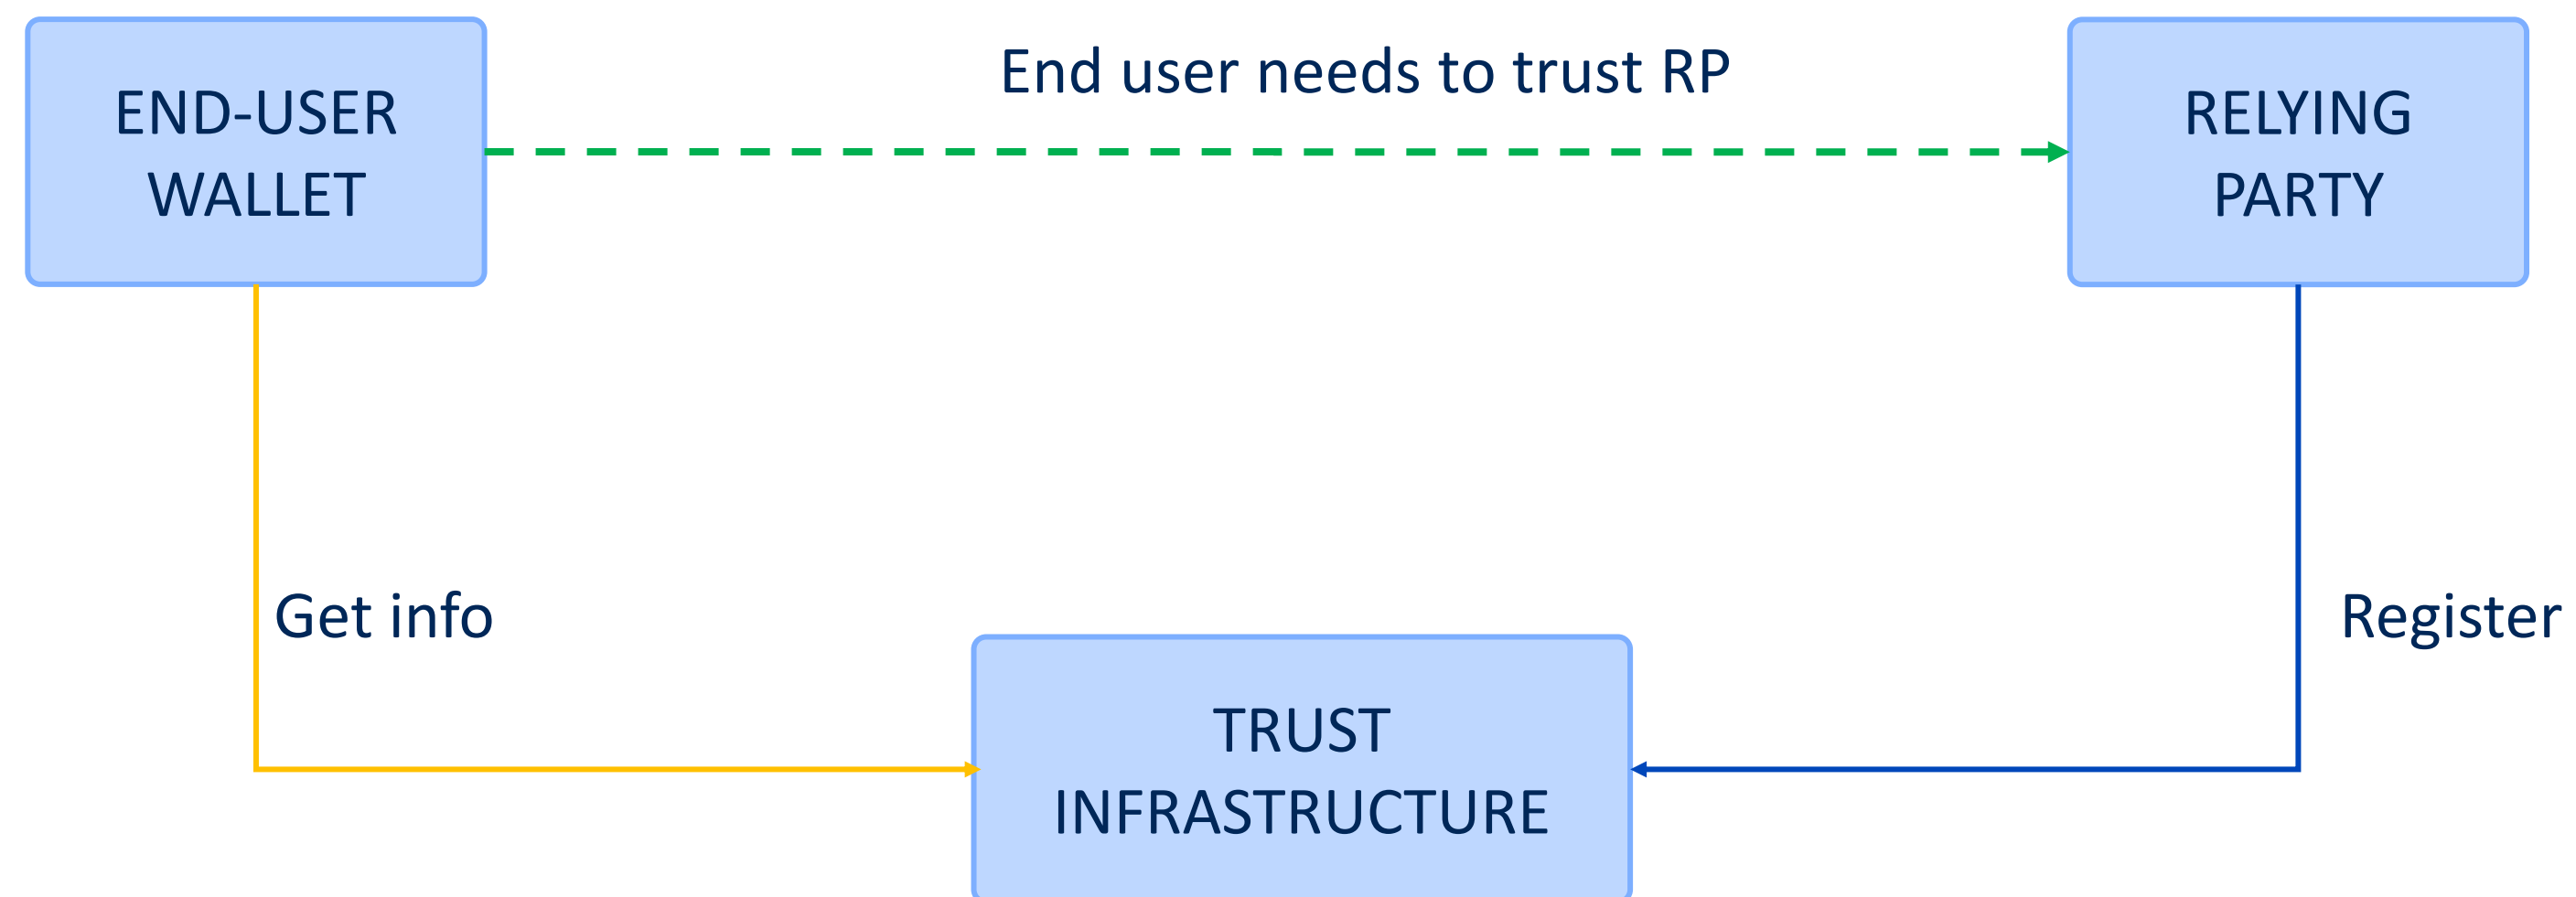 End user needs to trust RP
END-USER
WALLET
RELYING
PARTY
Get info
Register
TRUST
INFRASTRUCTURE